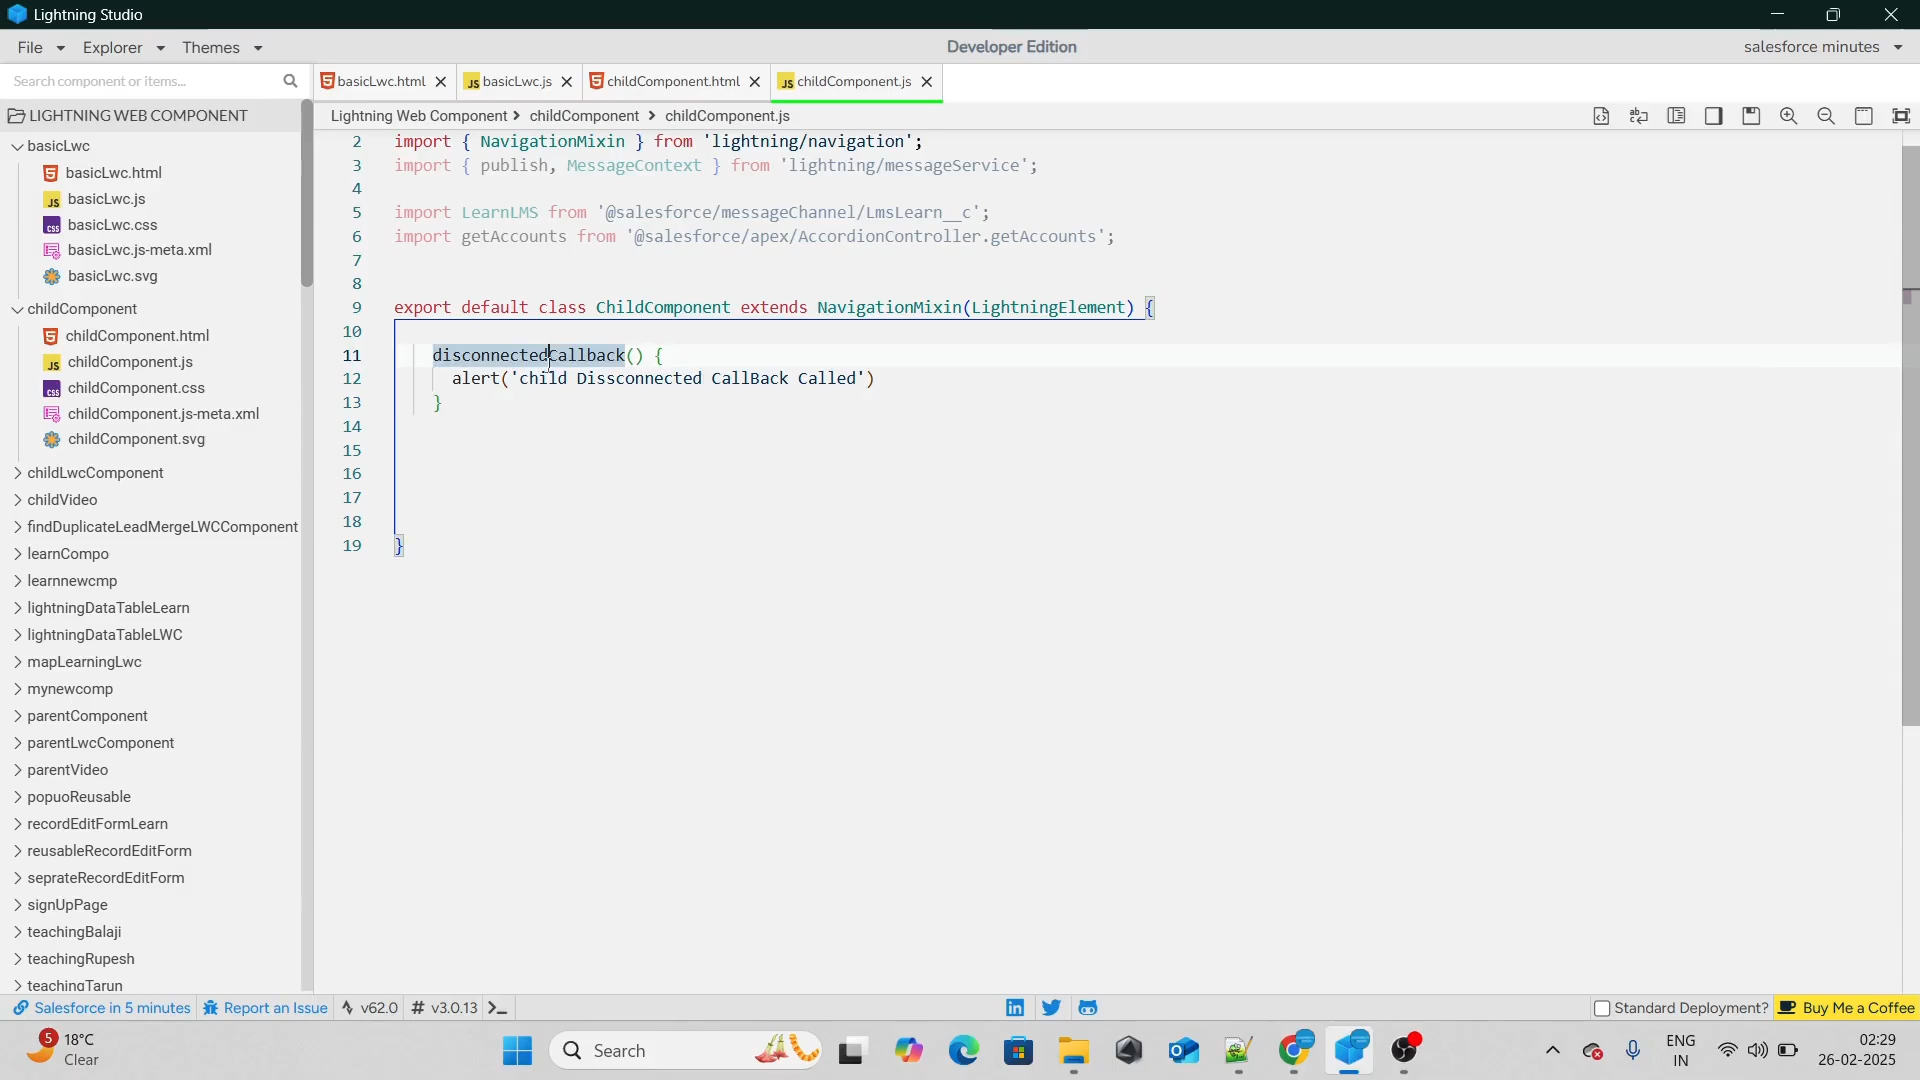 Lightning Studio
File Explorer Themes Developer Edition salesforce minutes
Search component or items...
basicLwc.html basicLwc.js childComponent.html childComponent.js
LIGHTNING WEB COMPONENT
Lightning Web Component childComponent childComponent.js
basicLwc
basicLwc.html
basicLwc.js
basicLwc.css
basicLwc.js-meta.xml
basicLwc.svg
childComponent
childComponent.html
childComponent.js
childComponent.css
childComponent.js-meta.xml
childComponent.svg
childLwcComponent
childVideo
findDuplicateLeadMergeLWCComponent
learnCompo
learnnewcmp
lightningDataTableLearn
lightningDataTableLWC
mapLearningLwc
mynewcomp
parentComponent
parentLwcComponent
parentVideo
popuoReusable
recordEditFormLearn
reusableRecordEditForm
seprateRecordEditForm
signUpPage
teachingBalaji
teachingRupesh
teachingTarun
2 import { NavigationMixin } from 'lightning/navigation';
3 import { publish, MessageContext } from 'lightning/messageService';
4
5 import LearnLMS from '@salesforce/messageChannel/LmsLearn__c';
6 import getAccounts from '@salesforce/apex/AccordionController.getAccounts';
7
8
9 export default class ChildComponent extends NavigationMixin(LightningElement) {
10
11 disconnectedCallback() {
12 alert('child Dissconnected CallBack Called')
13 }
14
15
16
17
18
19 }
Salesforce in 5 minutes Report an Issue v62.0 # v3.0.13 Standard Deployment? Buy Me a Coffee
5 18°C
Clear
Search
ENG
IN
02:29
26-02-2025